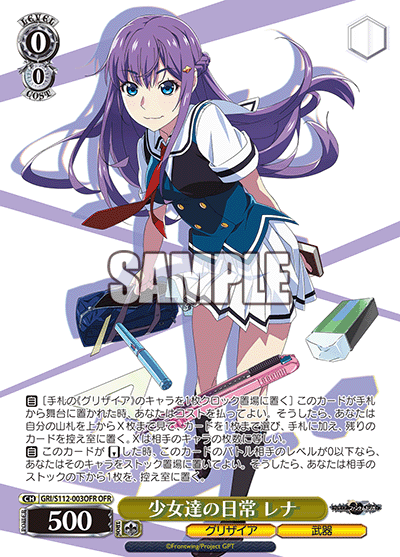 LEVEL
0
0
COST
SAMPLE
自【手札の《グリザイア》のキャラを1枚クロック置場に置く】このカードが手札
から舞台に置かれた時、あなたはコストを払ってよい。そうしたら、あなたは
自分の山札を上からX枚まで見て、カードを1枚まで選び、手札に加え、残りの
カードを控え室に置く。Xは相手のキャラの枚数に等しい。
自 このカードが した時、このカードのバトル相手のレベルが0以下なら、
あなたはそのキャラをストック置場に置いてよい。そうしたら、あなたは相手のストッ
クの下から1枚を、控え室に置く。
CH GRI/S112-003OFR OFR
POWER
500
SOUL
少女達の日常 レナ
グリザイア
武器
©Frontwing/Project GPT